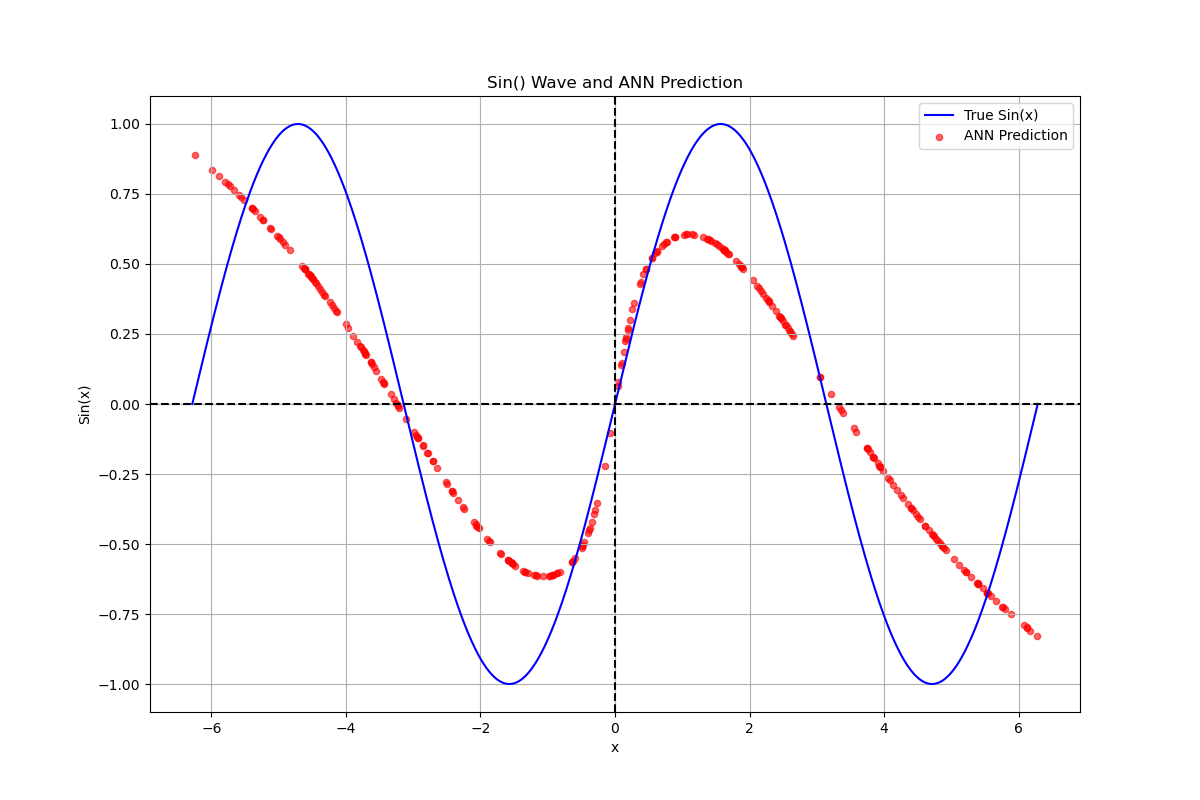 Sin() Wave and ANN Prediction
True Sin(x)
ANN Prediction
1.00
0.75
0.50
0.25
0.00
−0.25
−0.50
−0.75
−1.00
Sin(x)
−6 −4 −2 0 2 4 6
x